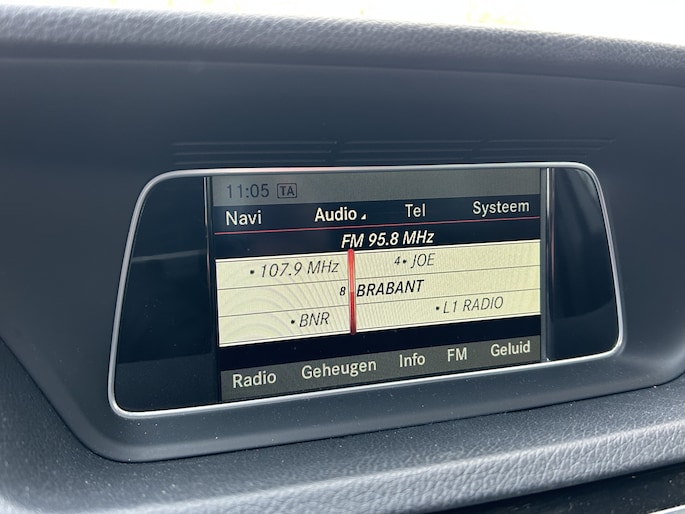 11:05 TA
Navi Audio Tel Systeem
FM 95.8 MHz
• 107.9 MHz 4• JOE
8 BRABANT
• BNR • L1 RADIO
Radio Geheugen Info FM Geluid